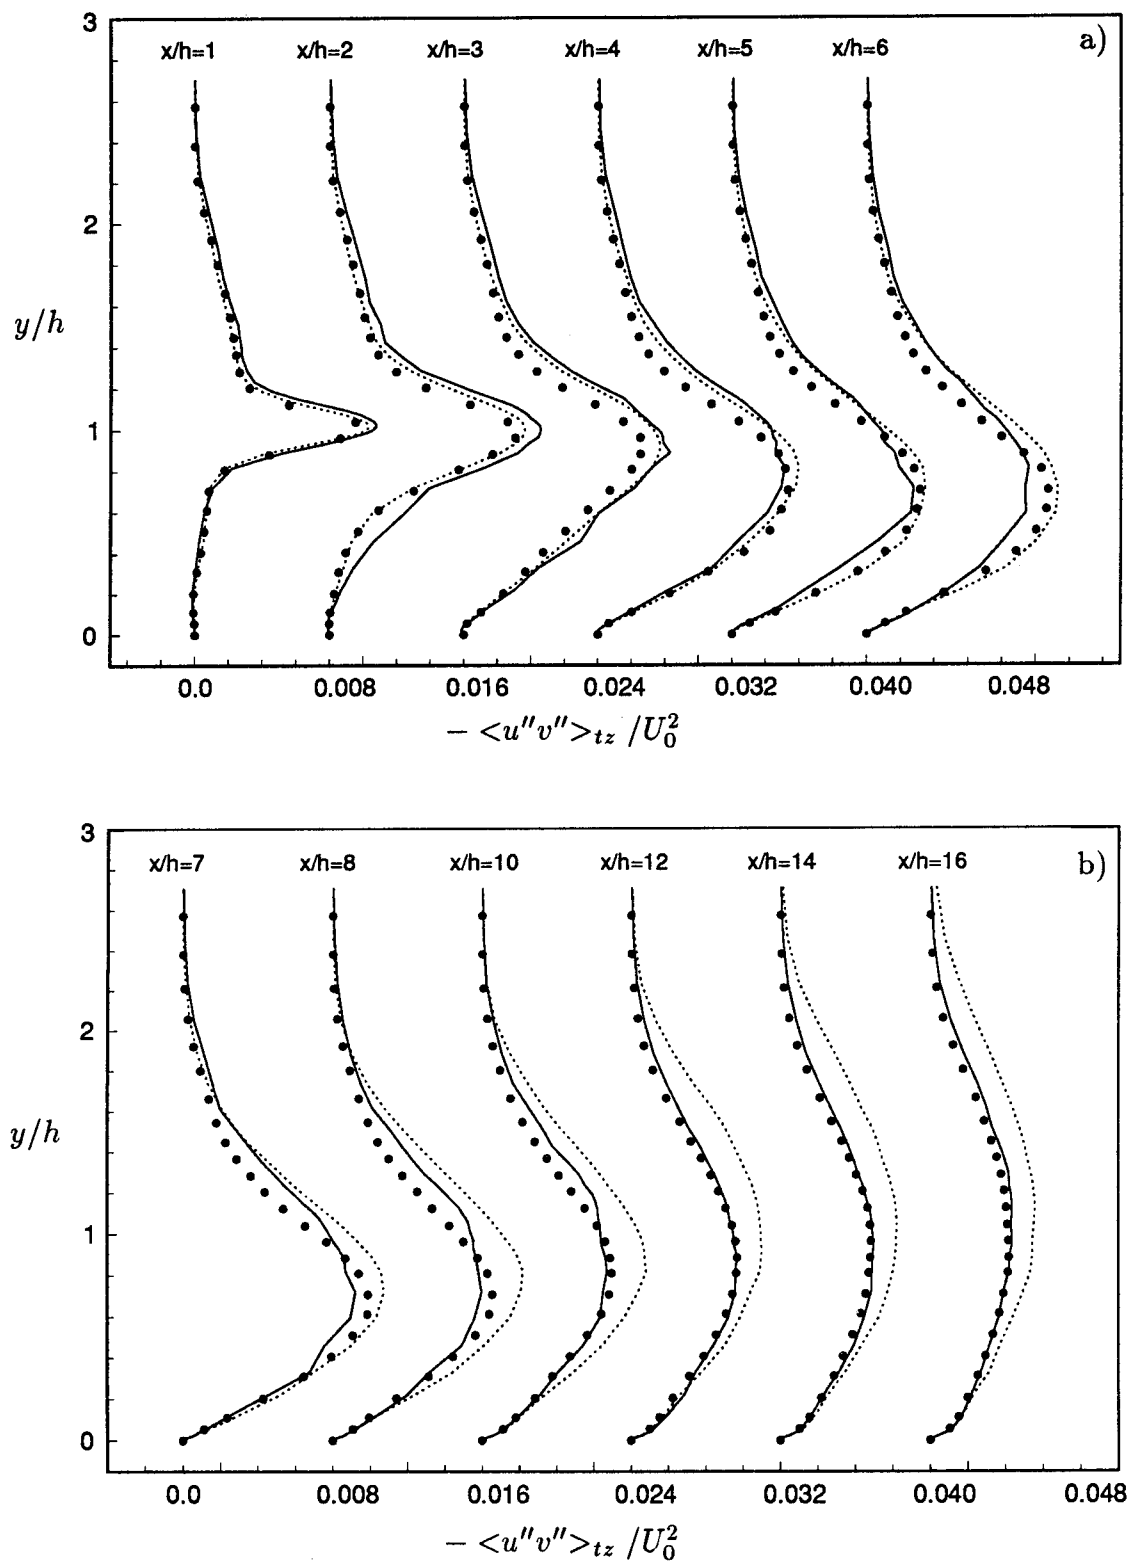 3
x/h=1 x/h=2 x/h=3 x/h=4 x/h=5 x/h=6 a)
2
y/h
1
0
0.0 0.008 0.016 0.024 0.032 0.040 0.048
− <u″v″>tz /U₀²
3
x/h=7 x/h=8 x/h=10 x/h=12 x/h=14 x/h=16 b)
2
y/h
1
0
0.0 0.008 0.016 0.024 0.032 0.040 0.048
− <u″v″>tz /U₀²